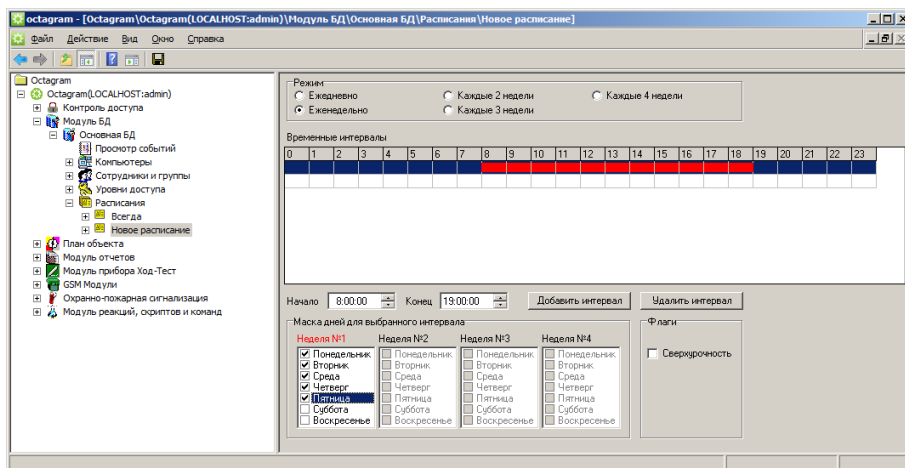 octagram - [Octagram\Octagram(LOCALHOST:admin)\Модуль БД\Основная БД\Расписания\Новое расписание]
Файл Действие Вид Окно Справка
Octagram
Octagram(LOCALHOST:admin)
Контроль доступа
Модуль БД
Основная БД
Просмотр событий
Компьютеры
Сотрудники и группы
Уровни доступа
Расписания
Всегда
Новое расписание
План объекта
Модуль отчетов
Модуль прибора Ход-Тест
GSM Модули
Охранно-пожарная сигнализация
Модуль реакций, скриптов и команд
Режим
Ежедневно Каждые 2 недели Каждые 4 недели
Еженедельно Каждые 3 недели
Временные интервалы
0 1 2 3 4 5 6 7 8 9 10 11 12 13 14 15 16 17 18 19 20 21 22 23
Начало 8:00:00 Конец 19:00:00 Добавить интервал Удалить интервал
Маска дней для выбранного интервала Флаги
Неделя №1 Неделя №2 Неделя №3 Неделя №4
Понедельник Понедельник Понедельник Понедельник Сверхурочность
Вторник Вторник Вторник Вторник
Среда Среда Среда Среда
Четверг Четверг Четверг Четверг
Пятница Пятница Пятница Пятница
Суббота Суббота Суббота Суббота
Воскресенье Воскресенье Воскресенье Воскресенье